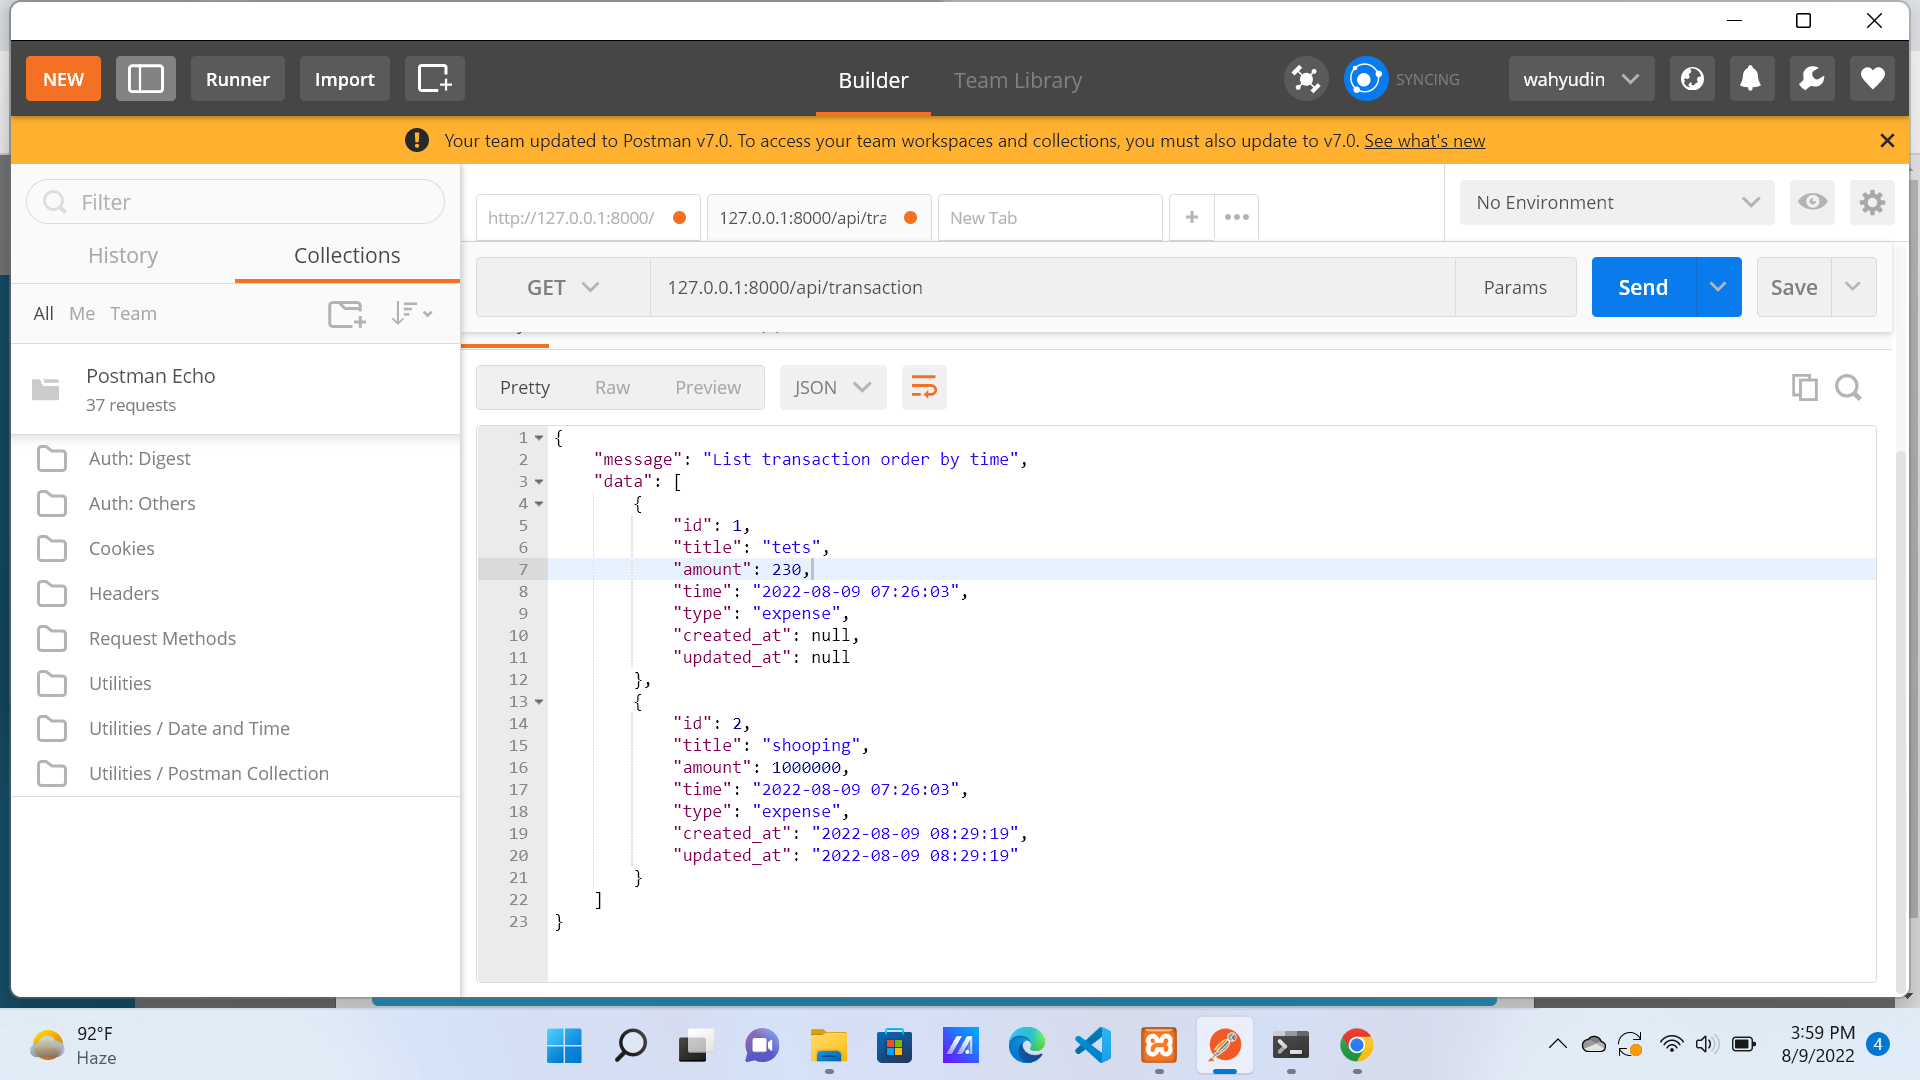 NEW
Runner
Import
Builder
Team Library
SYNCING
wahyudin
Your team updated to Postman v7.0. To access your team workspaces and collections, you must also update to v7.0. See what's new
Filter
History
Collections
All Me Team
Postman Echo
37 requests
Auth: Digest
Auth: Others
Cookies
Headers
Request Methods
Utilities
Utilities / Date and Time
Utilities / Postman Collection
http://127.0.0.1:8000/
127.0.0.1:8000/api/tra
New Tab
No Environment
GET
127.0.0.1:8000/api/transaction
Params
Send
Save
Pretty
Raw
Preview
JSON
1 {
2 "message": "List transaction order by time",
3 "data": [
4 {
5 "id": 1,
6 "title": "tets",
7 "amount": 230,
8 "time": "2022-08-09 07:26:03",
9 "type": "expense",
10 "created_at": null,
11 "updated_at": null
12 },
13 {
14 "id": 2,
15 "title": "shooping",
16 "amount": 1000000,
17 "time": "2022-08-09 07:26:03",
18 "type": "expense",
19 "created_at": "2022-08-09 08:29:19",
20 "updated_at": "2022-08-09 08:29:19"
21 }
22 ]
23 }
92°F
Haze
3:59 PM
8/9/2022
4